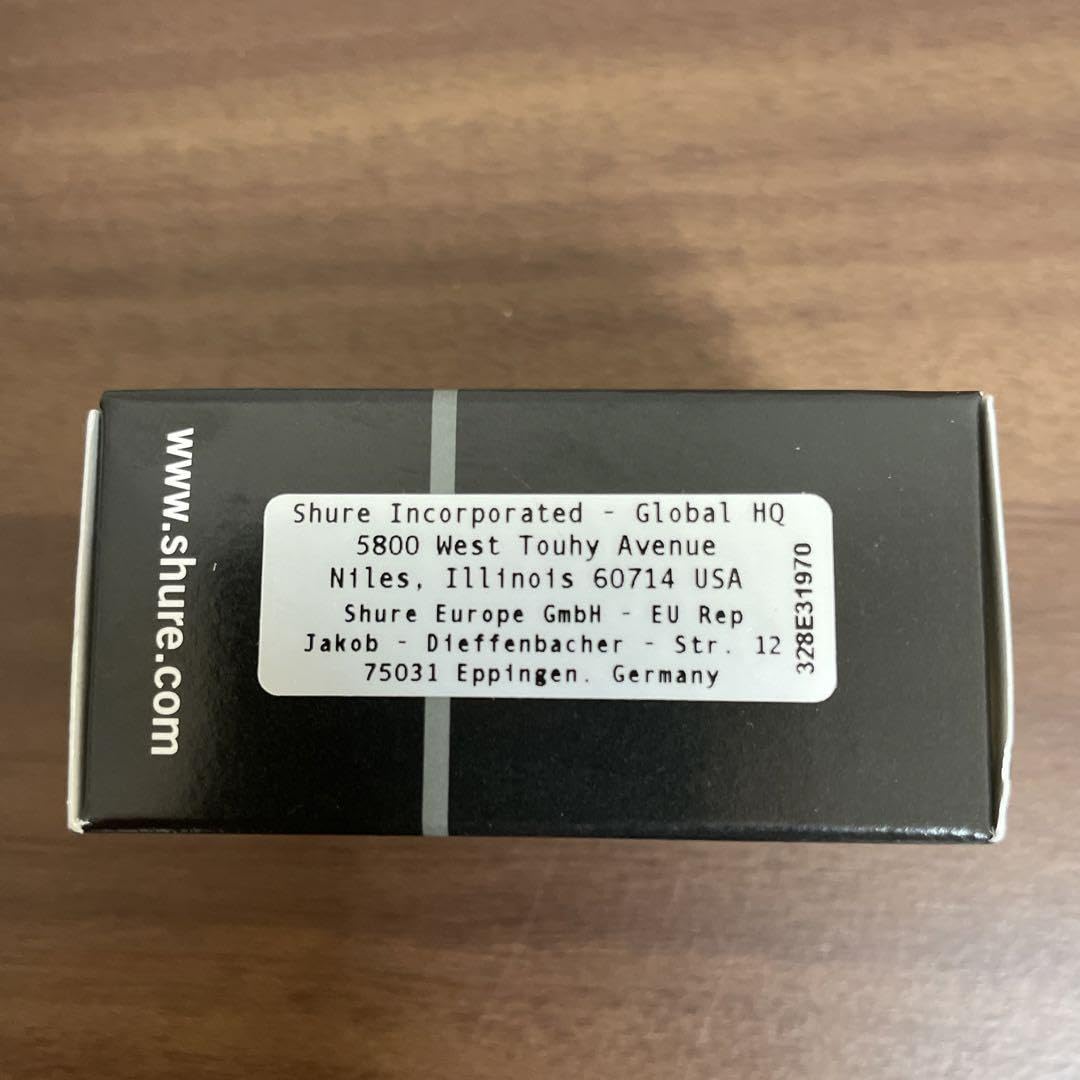 www.shure.com
Shure Incorporated - Global HQ
5800 West Touhy Avenue
Niles, Illinois 60714 USA
Shure Europe GmbH - EU Rep
Jakob - Dieffenbacher - Str. 12
75031 Eppingen. Germany
328E31970